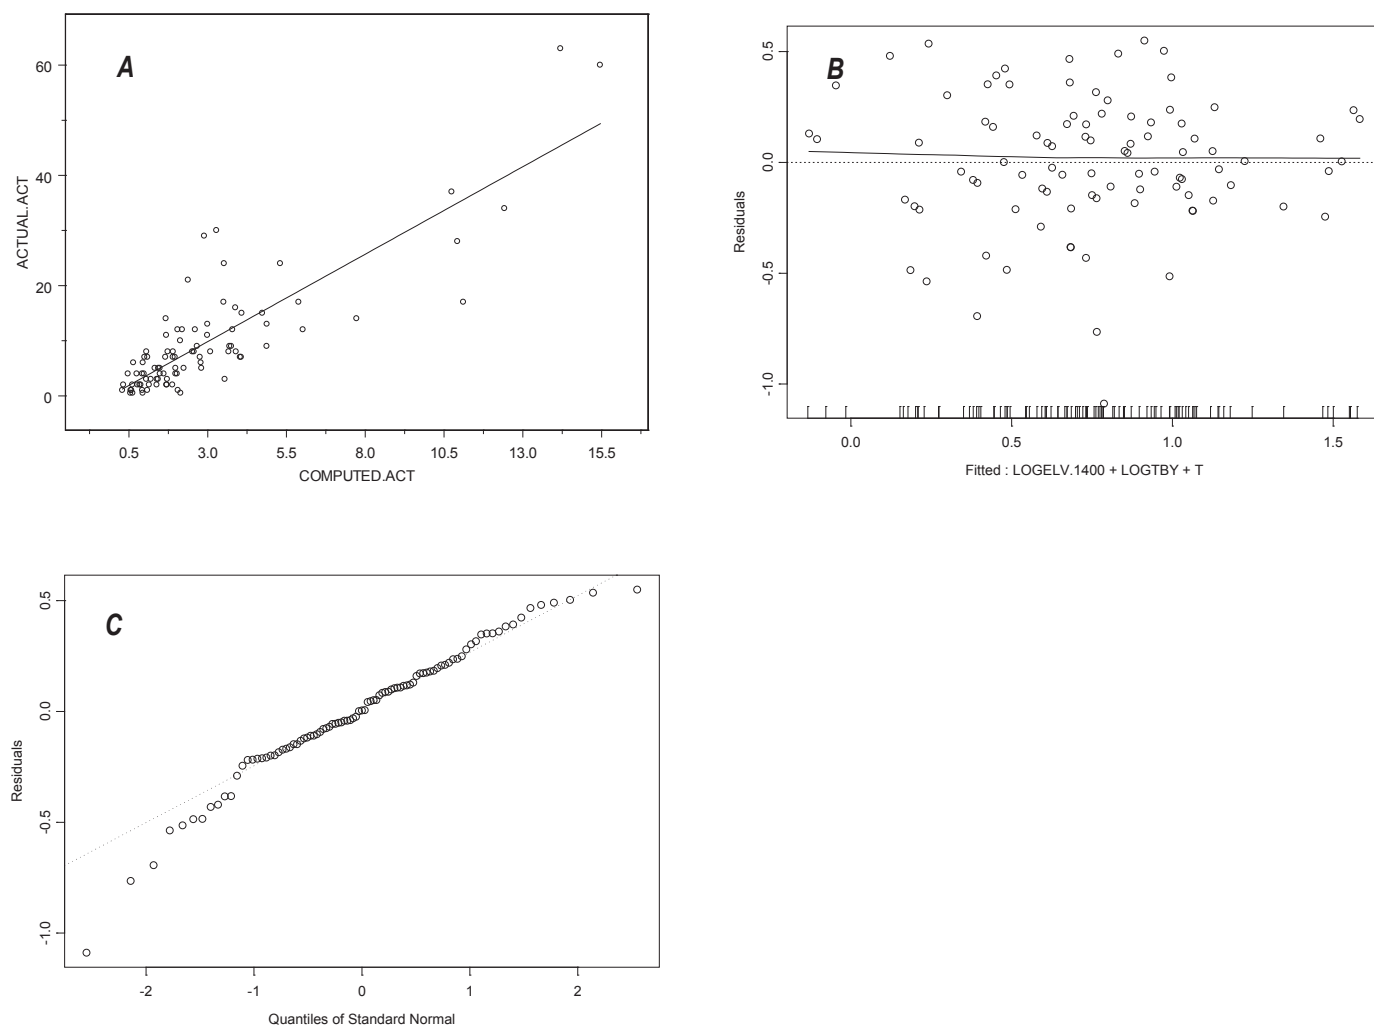 A
60
40
20
0
ACTUAL.ACT
0.5 3.0 5.5 8.0 10.5 13.0 15.5
COMPUTED.ACT
B
0.5
0.0
-0.5
-1.0
Residuals
0.0 0.5 1.0 1.5
Fitted : LOGELV.1400 + LOGTBY + T
C
0.5
0.0
-0.5
-1.0
Residuals
-2 -1 0 1 2
Quantiles of Standard Normal